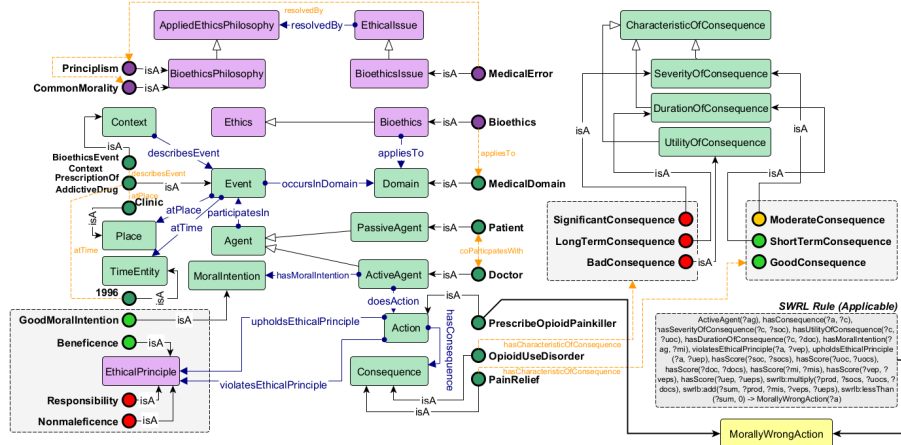 resolvedBy
AppliedEthicsPhilosophy
resolvedBy
EthicalIssue
CharacteristicOfConsequence
Principlism
isA
BioethicsPhilosophy
BioethicsIssue
isA
MedicalError
SeverityOfConsequence
CommonMorality
isA
DurationOfConsequence
Context
Ethics
Bioethics
isA
Bioethics
UtilityOfConsequence
isA
isA
isA
describesEvent
appliesTo
appliesTo
BioethicsEvent
Context
PrescriptionOf
AddictiveDrug
describesEvent
isA
Event
occursInDomain
Domain
isA
MedicalDomain
atPlace
Clinic
isA
atPlace
participatesIn
SignificantConsequence
ModerateConsequence
PassiveAgent
isA
Patient
atTime
Place
atTime
Agent
LongTermConsequence
ShortTermConsequence
coParticpatesWith
TimeEntity
MoralIntention
hasMoralIntention
ActiveAgent
isA
Doctor
BadConsequence
isA
GoodConsequence
1996
isA
doesAction
isA
SWRL Rule (Applicable)
GoodMoralIntention
isA
upholdsEthicalPrinciple
Action
hasConsequence
PrescribeOpioidPainkiller
ActiveAgent(?ag), hasConsequence(?a, ?c),
hasSeverityOfConsequence(?c, ?soc), hasUtilityOfConsequence(?c,
?uoc), hasDurationOfConsequence(?c, ?doc), hasMoralIntention(?
ag, ?mi), violatesEthicalPrinciple(?a, ?vep), upholdsEthicalPrinciple
(?a, ?uep), hasScore(?soc, ?socs), hasScore(?uoc, ?uocs),
hasScore(?doc, ?docs), hasScore(?mi, ?mis), hasScore(?vep, ?
veps), hasScore(?uep, ?ueps), swrlb:multiply(?prod, ?socs, ?uocs, ?
docs), swrlb:add(?sum, ?prod, ?mis, ?veps, ?ueps), swrlb:lessThan
(?sum, 0) -> MorallyWrongAction(?a)
Beneficence
isA
hasCharacteristicOfConsequence
OpioidUseDisorder
EthicalPrinciple
Consequence
hasCharacteristicOfConsequence
PainRelief
violatesEthicalPrinciple
Responsibility
isA
isA
isA
Nonmaleficence
isA
MorallyWrongAction